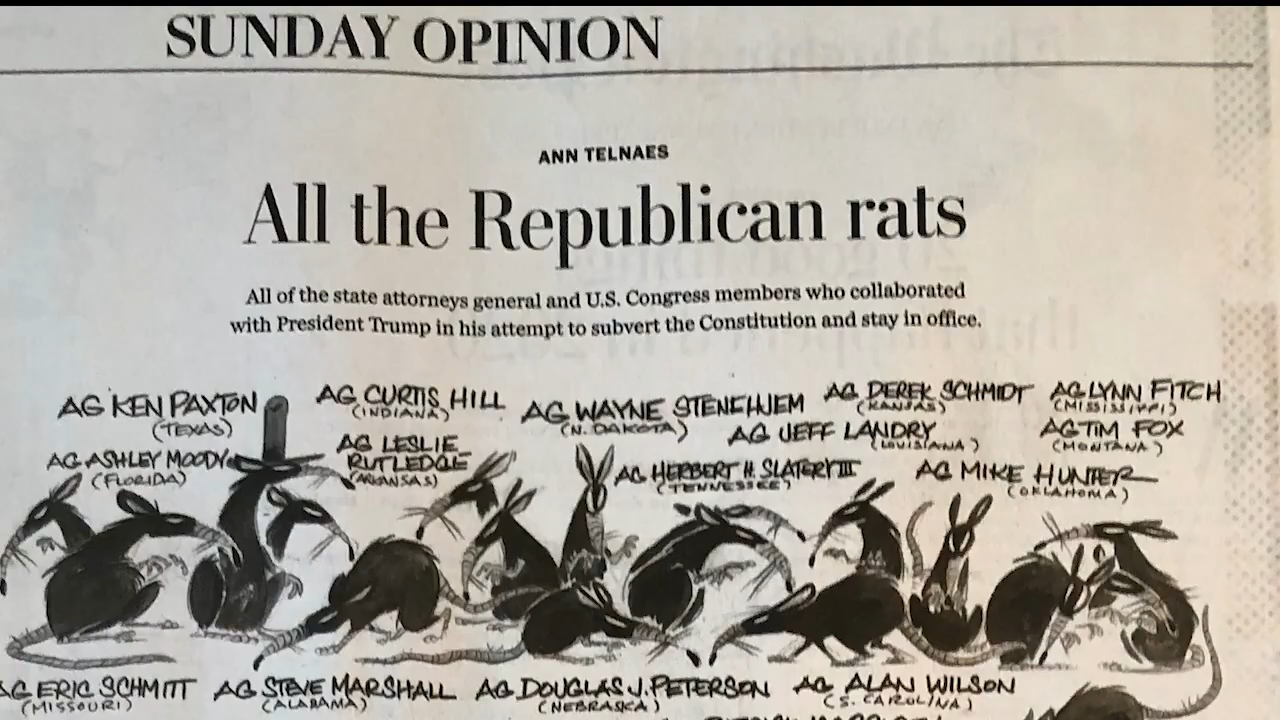 SUNDAY OPINION
ANN TELNAES
All the Republican rats
All of the state attorneys general and U.S. Congress members who collaborated
with President Trump in his attempt to subvert the Constitution and stay in office.
AG KEN PAXTON
(TEXAS)
AG CURTIS HILL
(INDIANA)
AG WAYNE STENEHJEM
(N. DAKOTA)
AG DEREK SCHMIDT
(KANSAS)
AG LYNN FITCH
(MISSISSIPPI)
AG ASHLEY MOODY
(FLORIDA)
AG LESLIE
RUTLEDGE
(ARKANSAS)
AG JEFF LANDRY
(LOUISIANA)
AG TIM FOX
(MONTANA)
AG HERBERT H. SLATERY III
(TENNESSEE)
AG MIKE HUNTER
(OKLAHOMA)
AG ERIC SCHMITT
(MISSOURI)
AG STEVE MARSHALL
(ALABAMA)
AG DOUGLAS J. PETERSON
(NEBRASKA)
AG ALAN WILSON
(S. CAROLINA)